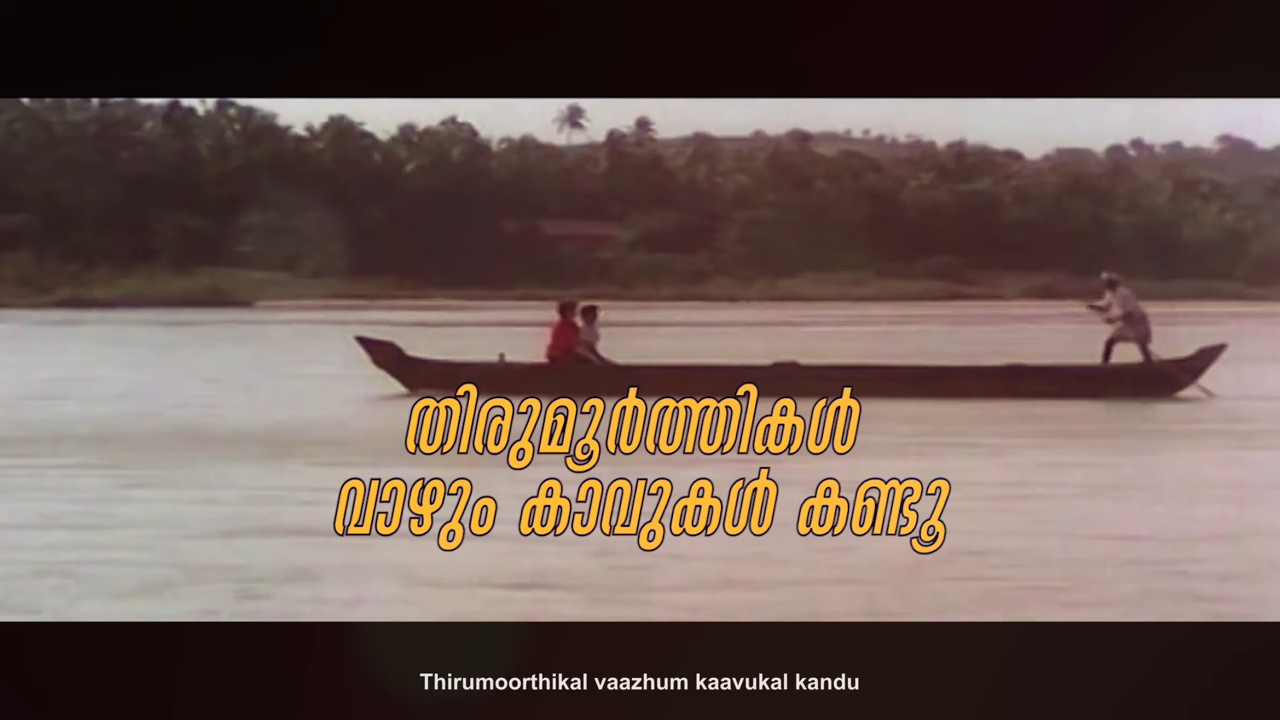 തിരുമൂർത്തികൾ
വാഴും കാവുകൾ കണ്ടൂ
Thirumoorthikal vaazhum kaavukal kandu